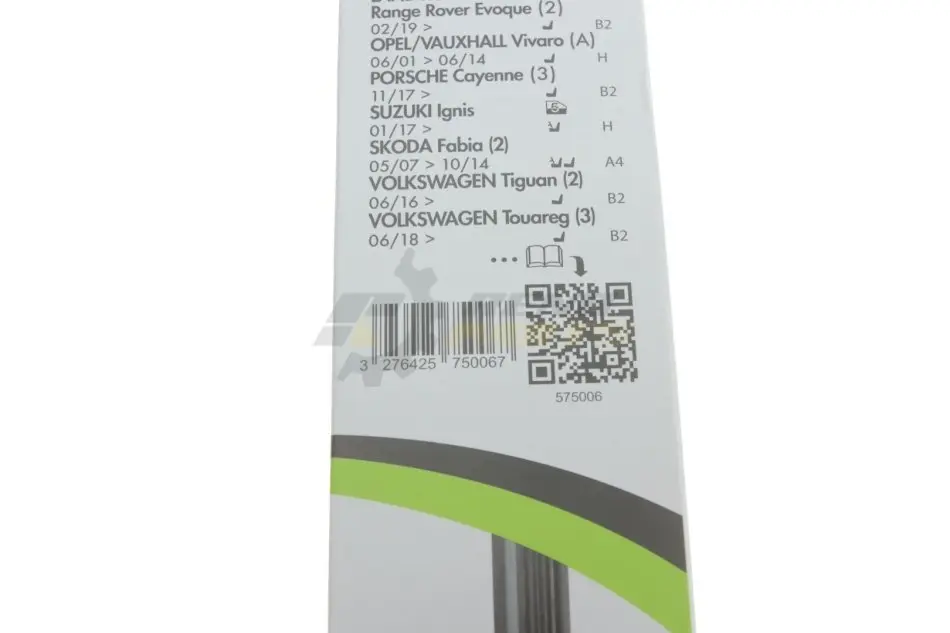 Range Rover Evoque (2)
02/19 > B2
OPEL/VAUXHALL Vivaro (A)
06/01 > 06/14 H
PORSCHE Cayenne (3)
11/17 > B2
SUZUKI Ignis
01/17 > H
SKODA Fabia (2)
05/07 > 10/14 A4
VOLKSWAGEN Tiguan (2)
06/16 > B2
VOLKSWAGEN Touareg (3)
06/18 > B2
...
3 276425 750067
575006